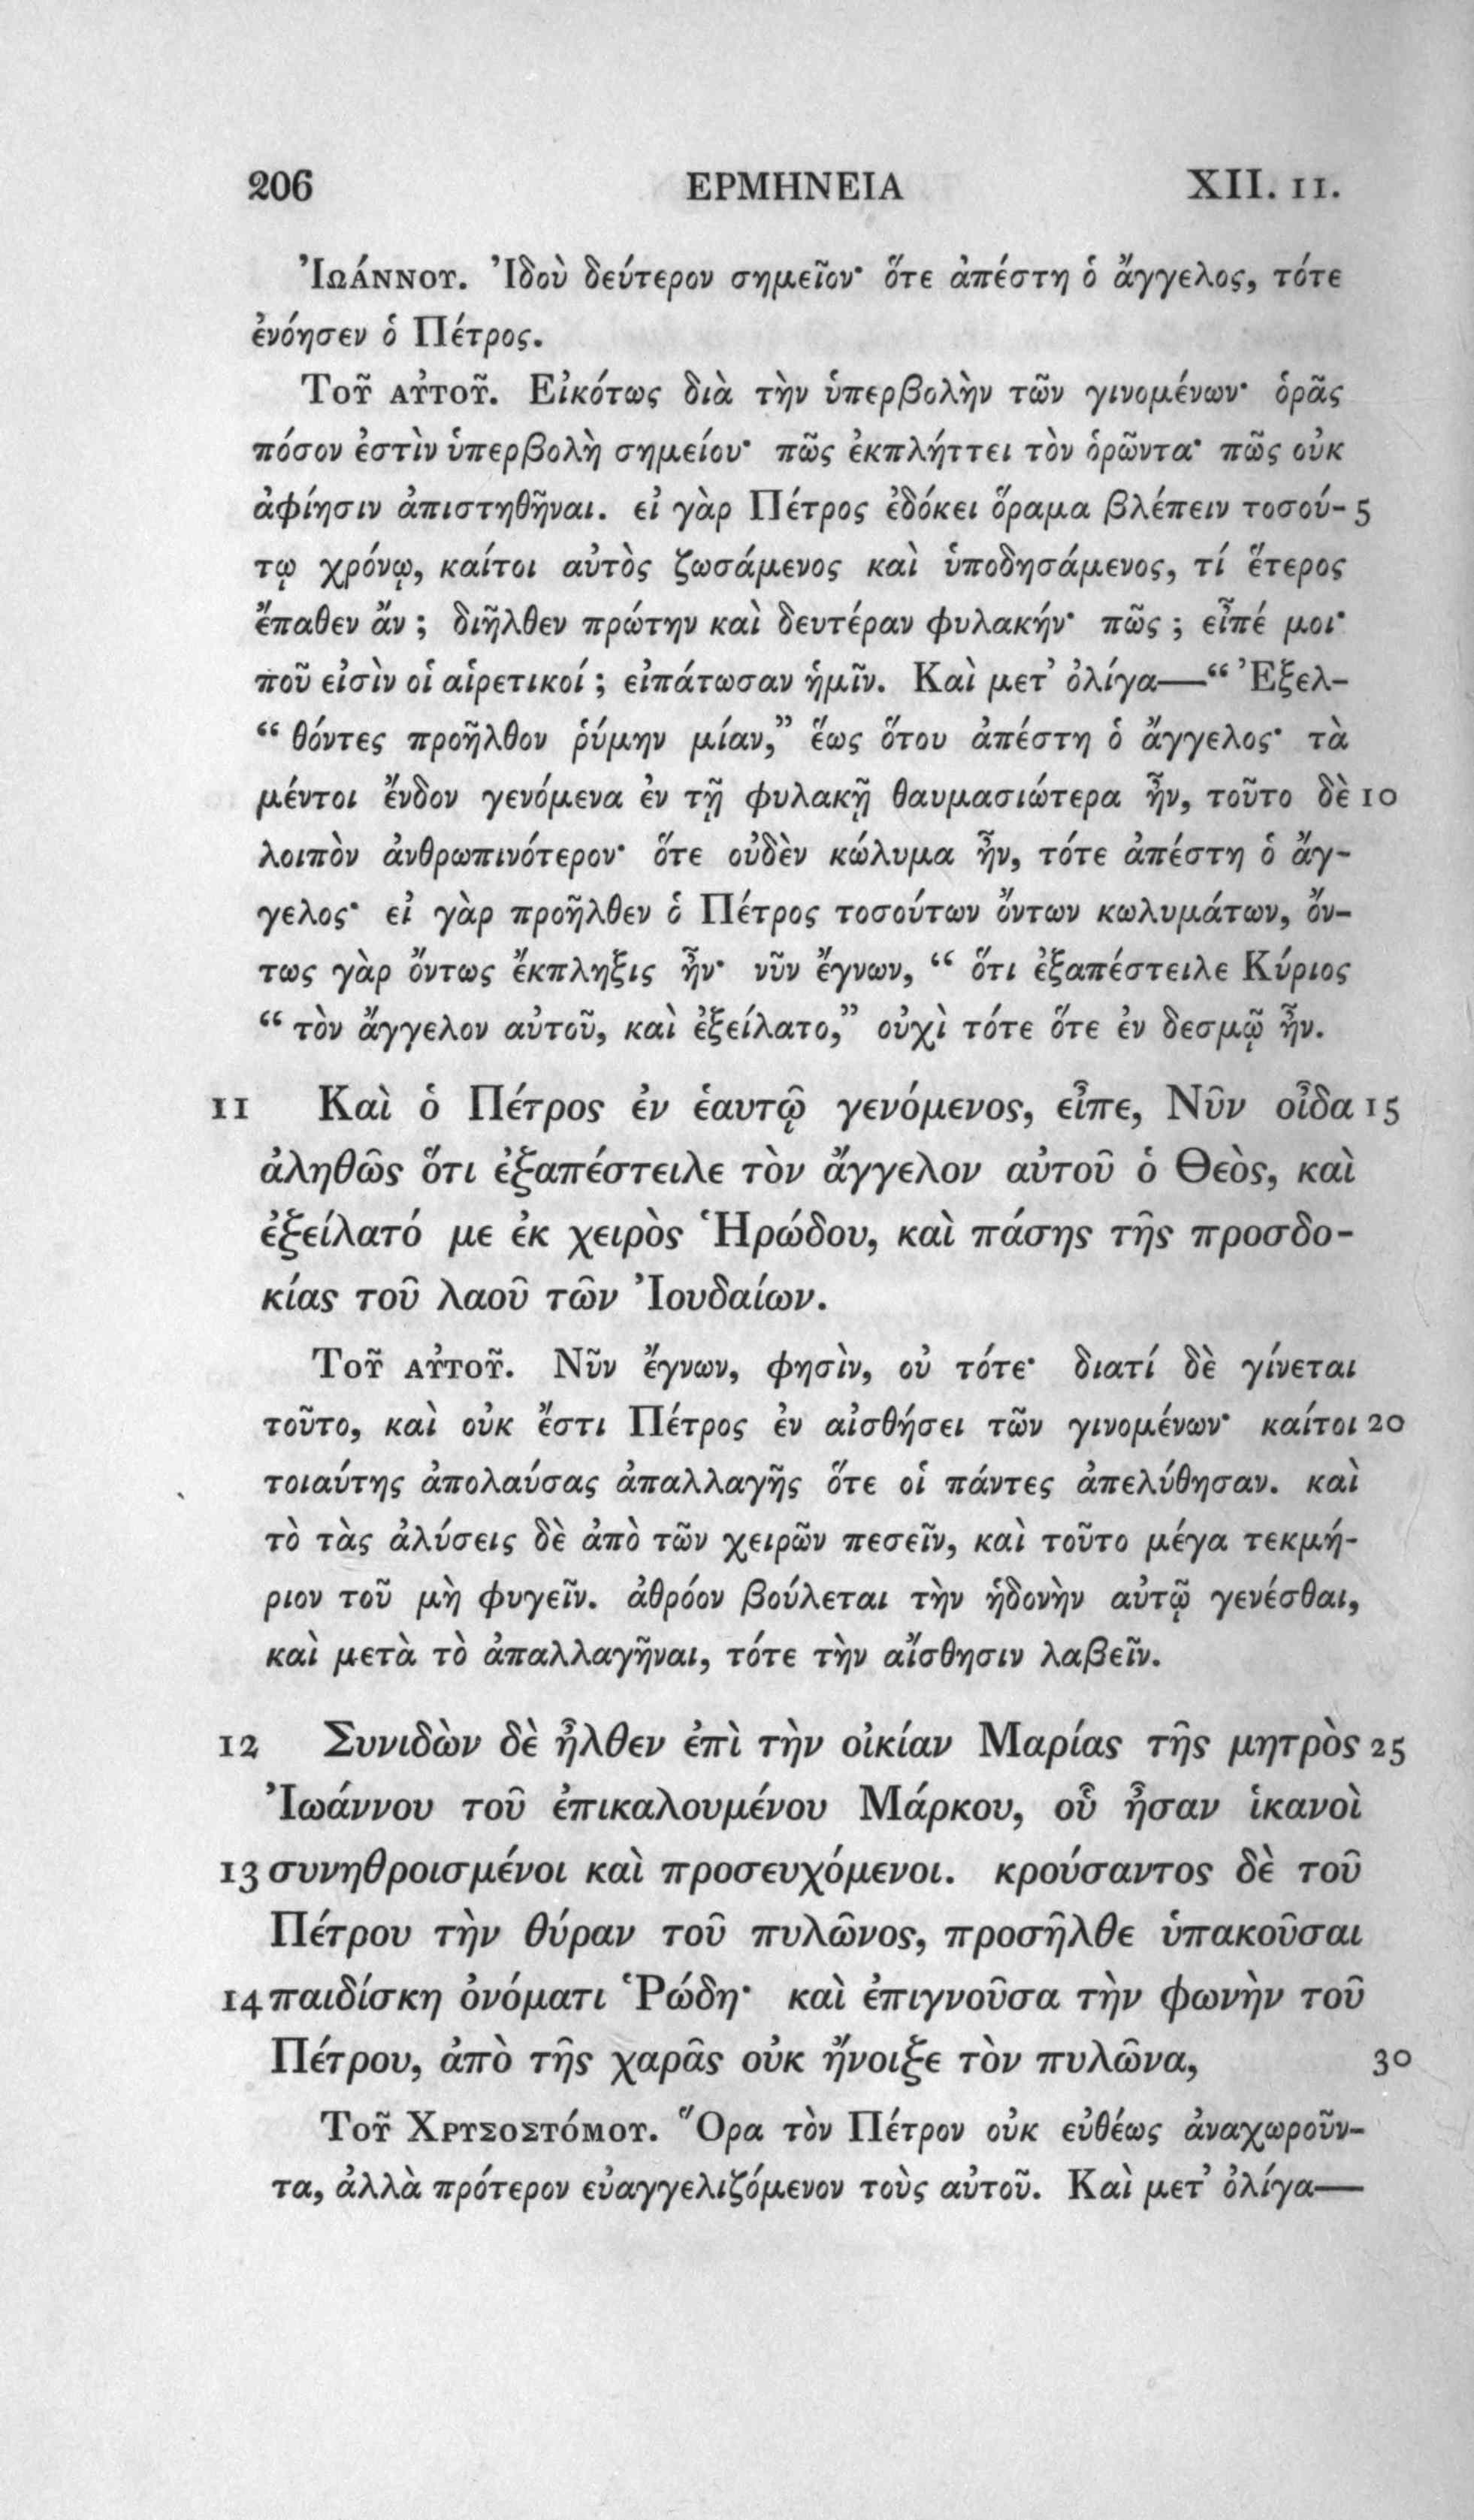 206 ΕΡΜΗΝΕΙΑ XII. 11.
Ἰωάννου. Ἰδοὺ δεύτερον σημεῖον· ὅτε ἀπέστη ὁ ἄγγελος, τότε
ἐνόησεν ὁ Πέτρος.
Τοῦ αὐτοῦ. Εἰκότως διὰ τὴν ὑπερβολὴν τῶν γινομένων· ὁρᾶς
πόσον ἐστὶν ὑπερβολὴ σημείου· πῶς ἐκπλήττει τὸν ὁρῶντα· πῶς οὐκ
ἀφίησιν ἀπιστηθῆναι. εἰ γὰρ Πέτρος ἐδόκει ὅραμα βλέπειν τοσού- 5
τῳ χρόνῳ, καίτοι αὐτὸς ζωσάμενος καὶ ὑποδησάμενος, τί ἕτερος
ἔπαθεν ἄν ; διῆλθεν πρώτην καὶ δευτέραν φυλακήν· πῶς ; εἶπέ μοι·
ποῦ εἰσὶν οἱ αἱρετικοί ; εἰπάτωσαν ἡμῖν. Καὶ μετ’ ὀλίγα—“ Ἐξελ-
“ θόντες προῆλθον ῥύμην μίαν,” ἕως ὅτου ἀπέστη ὁ ἄγγελος· τὰ
μέντοι ἔνδον γενόμενα ἐν τῇ φυλακῇ θαυμασιώτερα ἦν, τοῦτο δὲ 10
λοιπὸν ἀνθρωπινότερον· ὅτε οὐδὲν κώλυμα ἦν, τότε ἀπέστη ὁ ἄγ-
γελος· εἰ γὰρ προῆλθεν ὁ Πέτρος τοσούτων ὄντων κωλυμάτων, ὄν-
τως γὰρ ὄντως ἔκπληξις ἦν· νῦν ἔγνων, “ ὅτι ἐξαπέστειλε Κύριος
“ τὸν ἄγγελον αὐτοῦ, καὶ ἐξείλατο,” οὐχὶ τότε ὅτε ἐν δεσμῷ ἦν.
11 Καὶ ὁ Πέτρος ἐν ἑαυτῷ γενόμενος, εἶπε, Νῦν οἶδα 15
ἀληθῶς ὅτι ἐξαπέστειλε τὸν ἄγγελον αὐτοῦ ὁ Θεὸς, καὶ
ἐξείλατό με ἐκ χειρὸς Ἡρώδου, καὶ πάσης τῆς προσδο-
κίας τοῦ λαοῦ τῶν Ἰουδαίων.
Τοῦ αὐτοῦ. Νῦν ἔγνων, φησὶν, οὐ τότε· διατί δὲ γίνεται
τοῦτο, καὶ οὐκ ἔστι Πέτρος ἐν αἰσθήσει τῶν γινομένων· καίτοι 20
τοιαύτης ἀπολαύσας ἀπαλλαγῆς ὅτε οἱ πάντες ἀπελύθησαν. καὶ
τὸ τὰς ἀλύσεις δὲ ἀπὸ τῶν χειρῶν πεσεῖν, καὶ τοῦτο μέγα τεκμή-
ριον τοῦ μὴ φυγεῖν. ἀθρόον βούλεται τὴν ἡδονὴν αὐτῷ γενέσθαι,
καὶ μετὰ τὸ ἀπαλλαγῆναι, τότε τὴν αἴσθησιν λαβεῖν.
12 Συνιδὼν δὲ ἦλθεν ἐπὶ τὴν οἰκίαν Μαρίας τῆς μητρὸς 25
Ἰωάννου τοῦ ἐπικαλουμένου Μάρκου, οὗ ἦσαν ἱκανοὶ
13 συνηθροισμένοι καὶ προσευχόμενοι. κρούσαντος δὲ τοῦ
Πέτρου τὴν θύραν τοῦ πυλῶνος, προσῆλθε ὑπακοῦσαι
14 παιδίσκη ὀνόματι Ῥώδη· καὶ ἐπιγνοῦσα τὴν φωνὴν τοῦ
Πέτρου, ἀπὸ τῆς χαρᾶς οὐκ ἤνοιξε τὸν πυλῶνα, 30
Τοῦ Χρυσοστόμου. Ὅρα τὸν Πέτρον οὐκ εὐθέως ἀναχωροῦν-
τα, ἀλλὰ πρότερον εὐαγγελιζόμενον τοὺς αὐτοῦ. Καὶ μετ’ ὀλίγα—